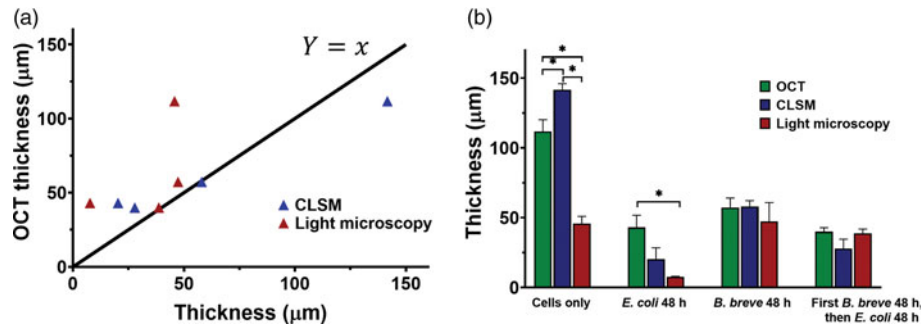 (a)
OCT thickness (μm)
150
100
50
0
Y = x
CLSM
Light microscopy
0
50
100
150
Thickness (μm)
(b)
Thickness (μm)
150
100
50
0
*
*
*
*
OCT
CLSM
Light microscopy
Cells only
E. coli 48 h
B. breve 48 h
First B. breve 48 h,
then E. coli 48 h